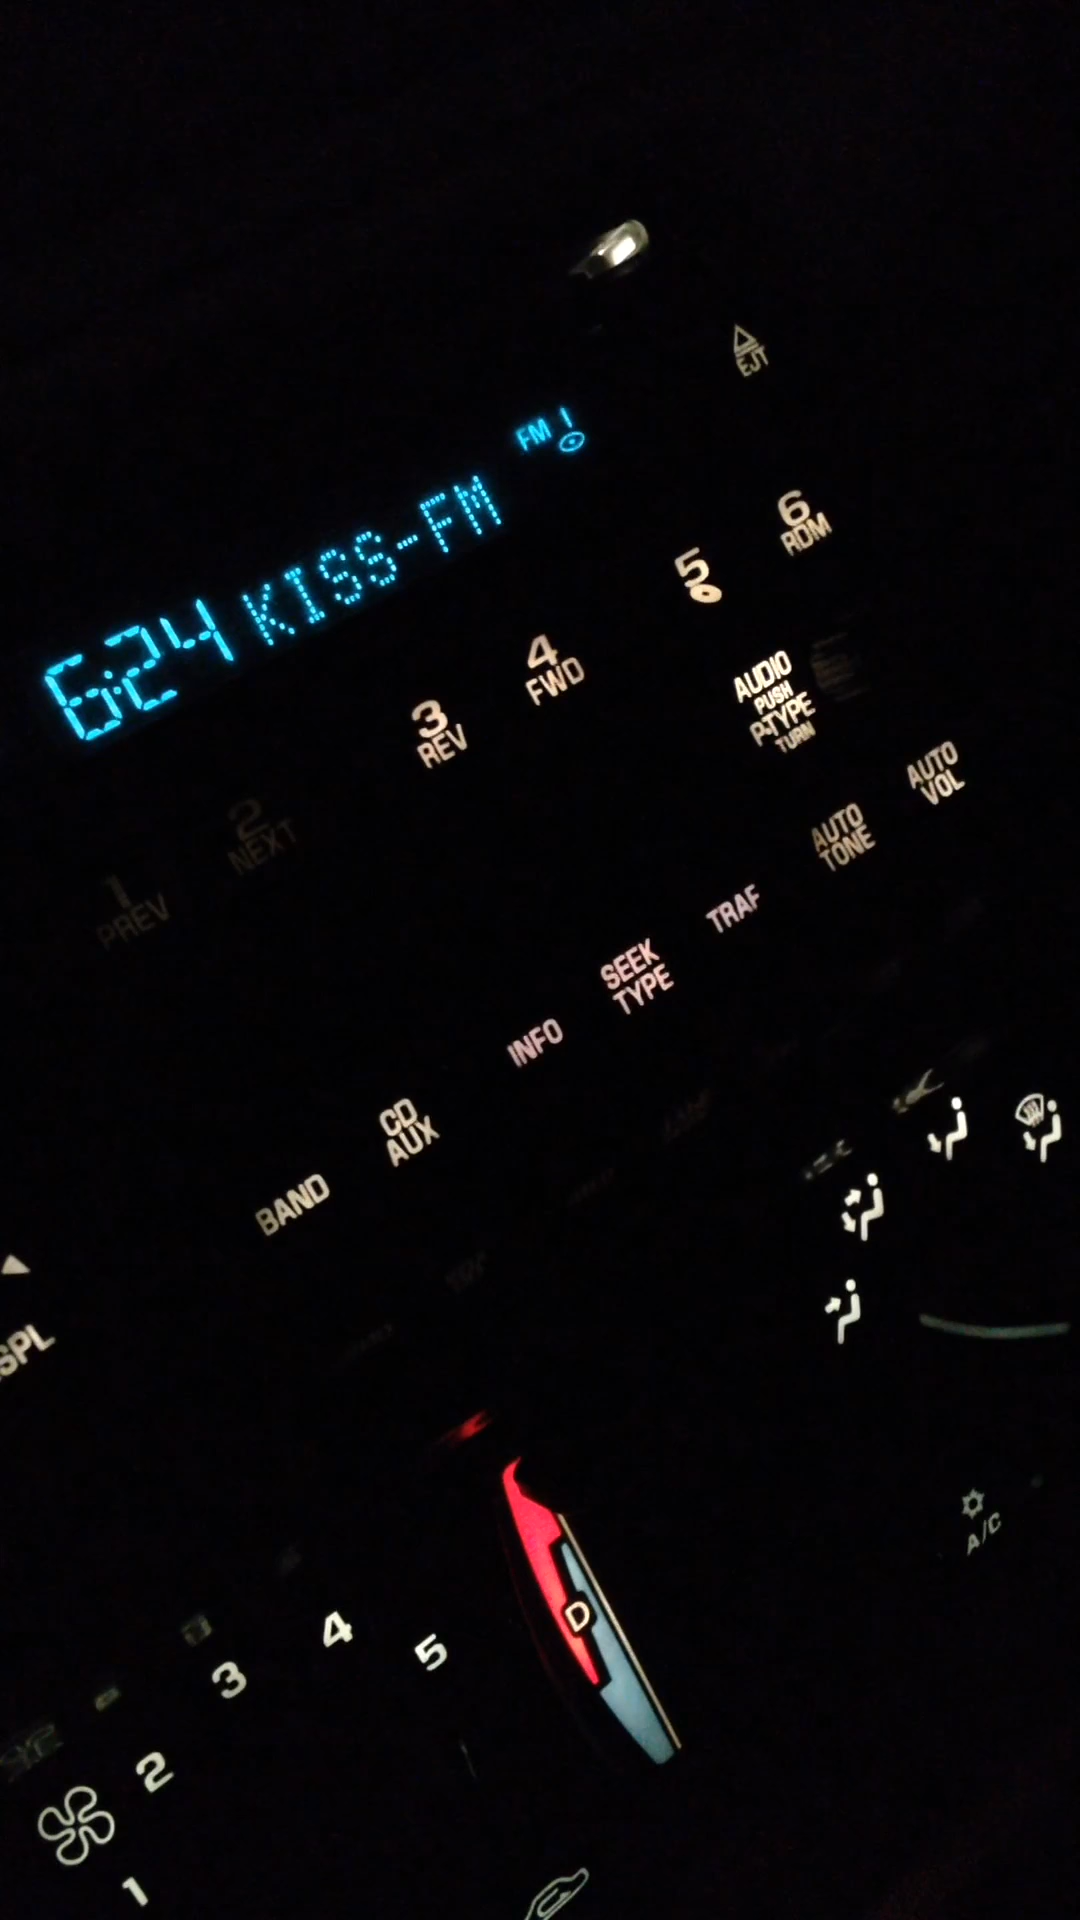 EJT
FM 1
6:24 KISS-FM
6
RDM
5
4
FWD
3
REV
2
NEXT
1
PREV
AUDIO
PUSH
P-TYPE
TURN
AUTO
VOL
AUTO
TONE
TRAF
SEEK
TYPE
INFO
CD
AUX
BAND
SPL
A/C
D
1
2
3
4
5